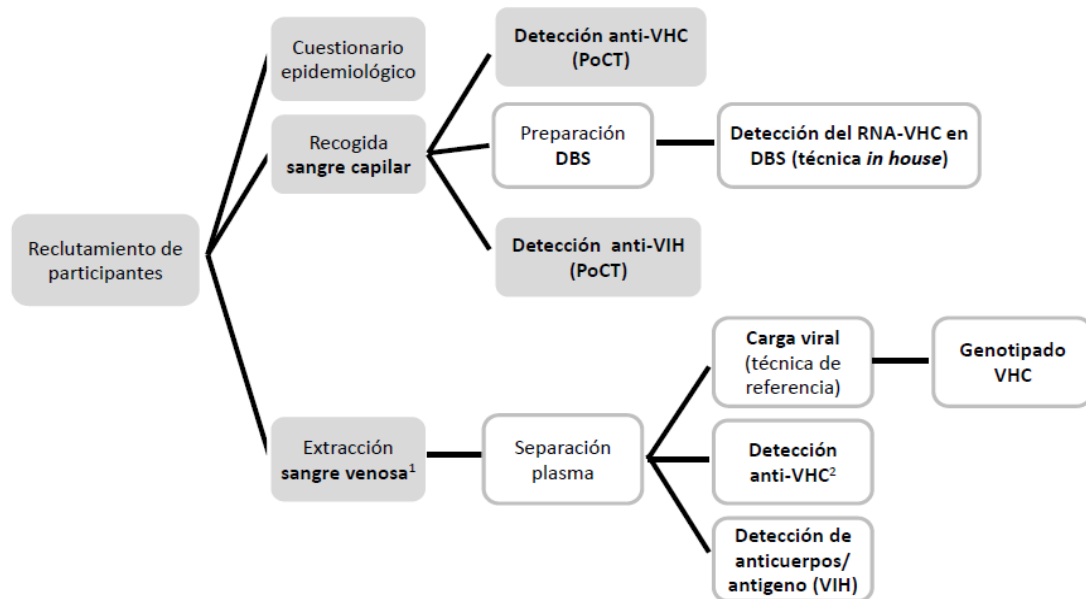 Cuestionario
epidemiológico
Detección anti-VHC
(PoCT)
Recogida
sangre capilar
Preparación
DBS
Detección del RNA-VHC en
DBS (técnica in house)
Detección anti-VIH
(PoCT)
Reclutamiento de
participantes
Extracción
sangre venosa¹
Separación
plasma
Carga viral
(técnica de
referencia)
Genotipado
VHC
Detección
anti-VHC²
Detección de
anticuerpos/
antigeno (VIH)